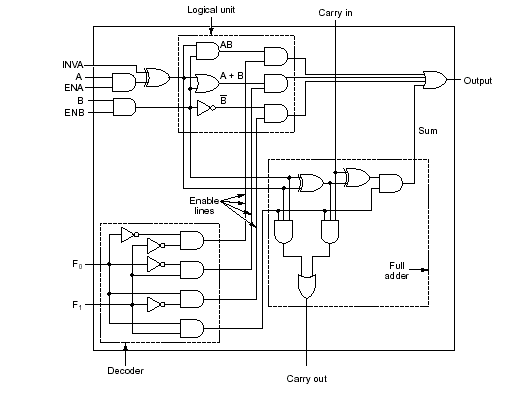 Logical unit
Carry in
INVA
A
ENA
B
ENB
AB
A + B
B̅
Output
Sum
Enable
lines
F₀
F₁
Full
adder
Decoder
Carry out